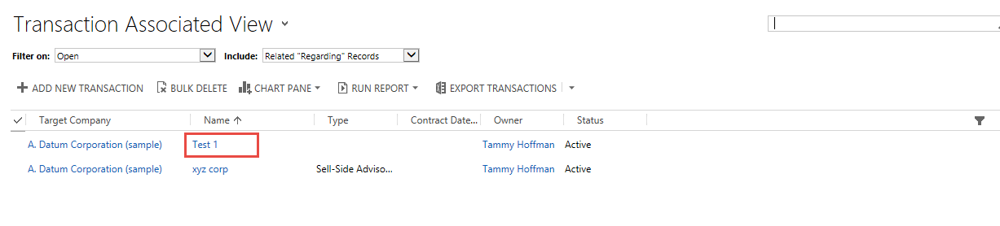 Transaction Associated View
Filter on: Open Include: Related "Regarding" Records
ADD NEW TRANSACTION BULK DELETE CHART PANE RUN REPORT EXPORT TRANSACTIONS
Target Company Name Type Contract Date... Owner Status
A. Datum Corporation (sample) Test 1 Tammy Hoffman Active
A. Datum Corporation (sample) xyz corp Sell-Side Adviso... Tammy Hoffman Active